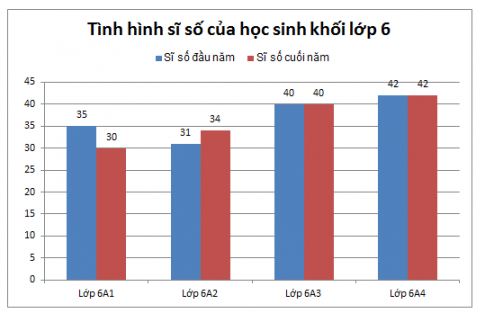 Tình hình sĩ số của học sinh khối lớp 6
Sĩ số đầu năm Sĩ số cuối năm
45
40
35
30
25
20
15
10
5
0
35 30 31 34 40 40 42 42
Lớp 6A1 Lớp 6A2 Lớp 6A3 Lớp 6A4